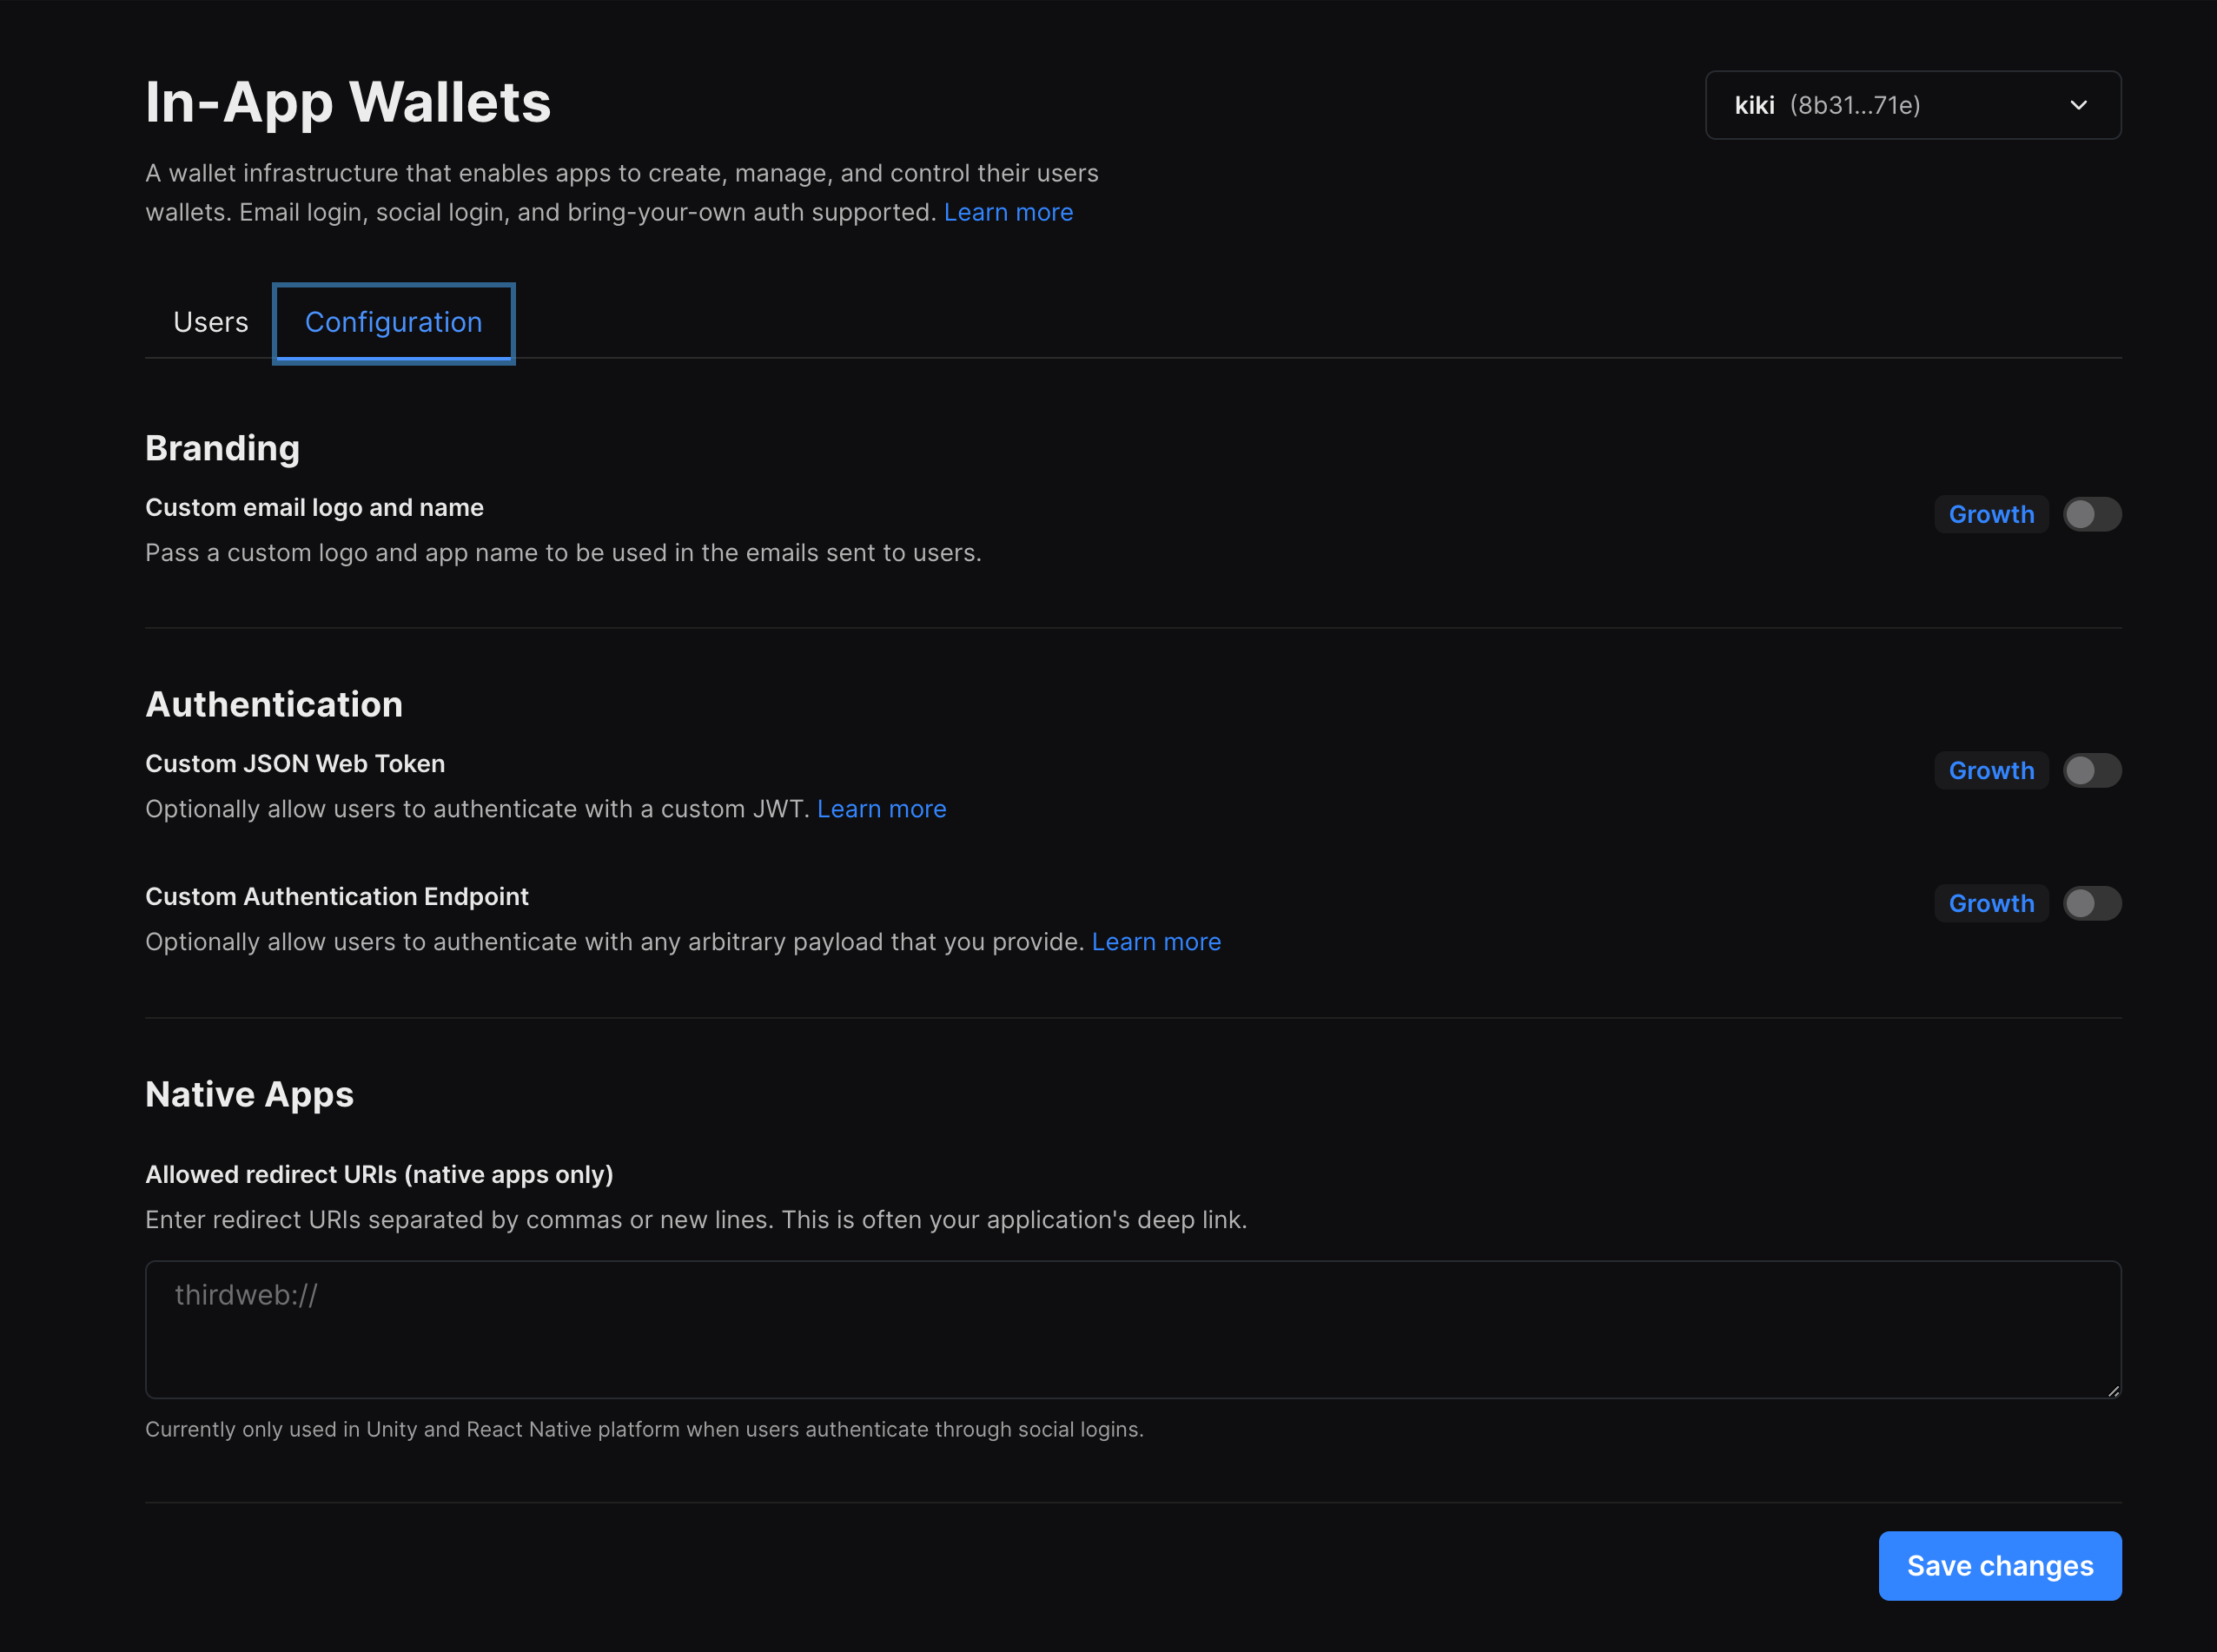 In-App Wallets
kiki (8b31...71e)
A wallet infrastructure that enables apps to create, manage, and control their users
wallets. Email login, social login, and bring-your-own auth supported. Learn more
Users
Configuration
Branding
Custom email logo and name
Growth
Pass a custom logo and app name to be used in the emails sent to users.
Authentication
Custom JSON Web Token
Growth
Optionally allow users to authenticate with a custom JWT. Learn more
Custom Authentication Endpoint
Growth
Optionally allow users to authenticate with any arbitrary payload that you provide. Learn more
Native Apps
Allowed redirect URIs (native apps only)
Enter redirect URIs separated by commas or new lines. This is often your application's deep link.
thirdweb://
Currently only used in Unity and React Native platform when users authenticate through social logins.
Save changes